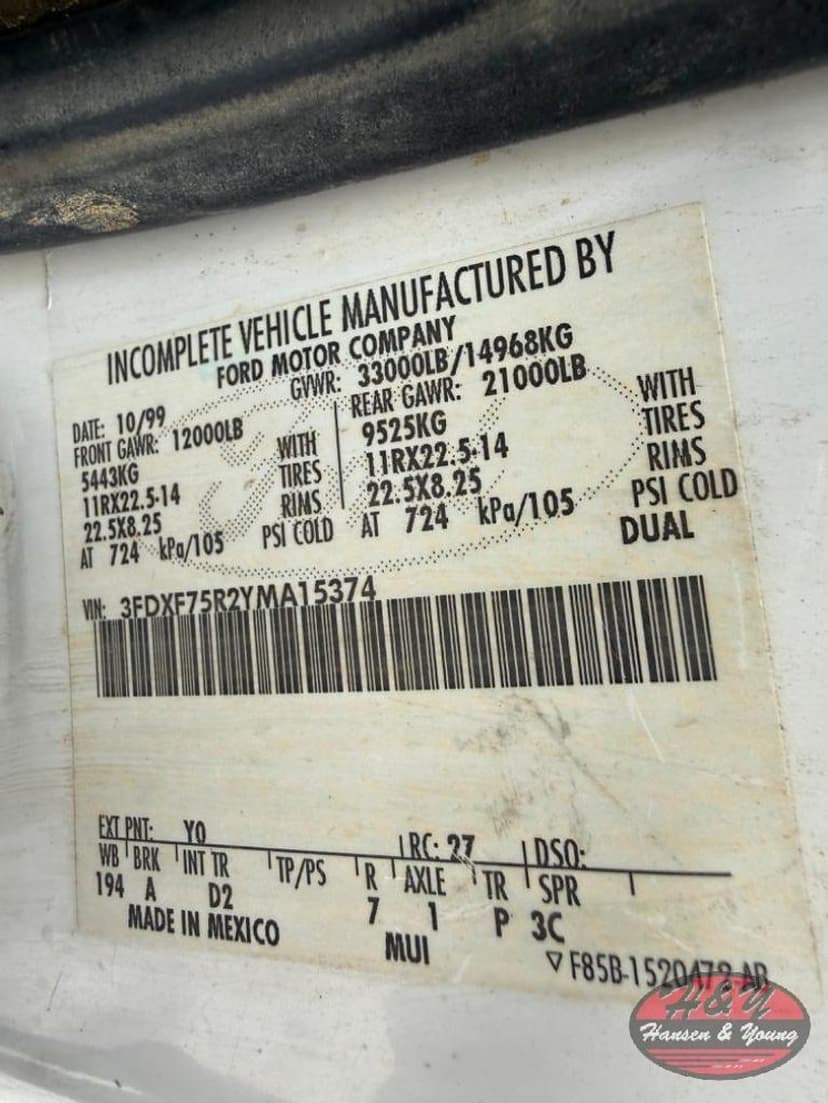 INCOMPLETE VEHICLE MANUFACTURED BY
FORD MOTOR COMPANY
DATE: 10/99 GVWR: 33000LB/14968KG
FRONT GAWR: 12000LB REAR GAWR: 21000LB
5443KG WITH 9525KG WITH
11RX22.5-14 TIRES 11RX22.5-14 TIRES
22.5X8.25 RIMS 22.5X8.25 RIMS
AT 724 kPa/105 PSI COLD AT 724 kPa/105 PSI COLD
DUAL
VIN: 3FDXF75R2YMA15374
EXT PNT: Y0 RC: 27 DSO:
WB BRK INT TR TP/PS R AXLE TR SPR
194 A D2 7 1 P 3C
MADE IN MEXICO MUI
▽ F85B-1520472-AB
H&Y
Hansen & Young